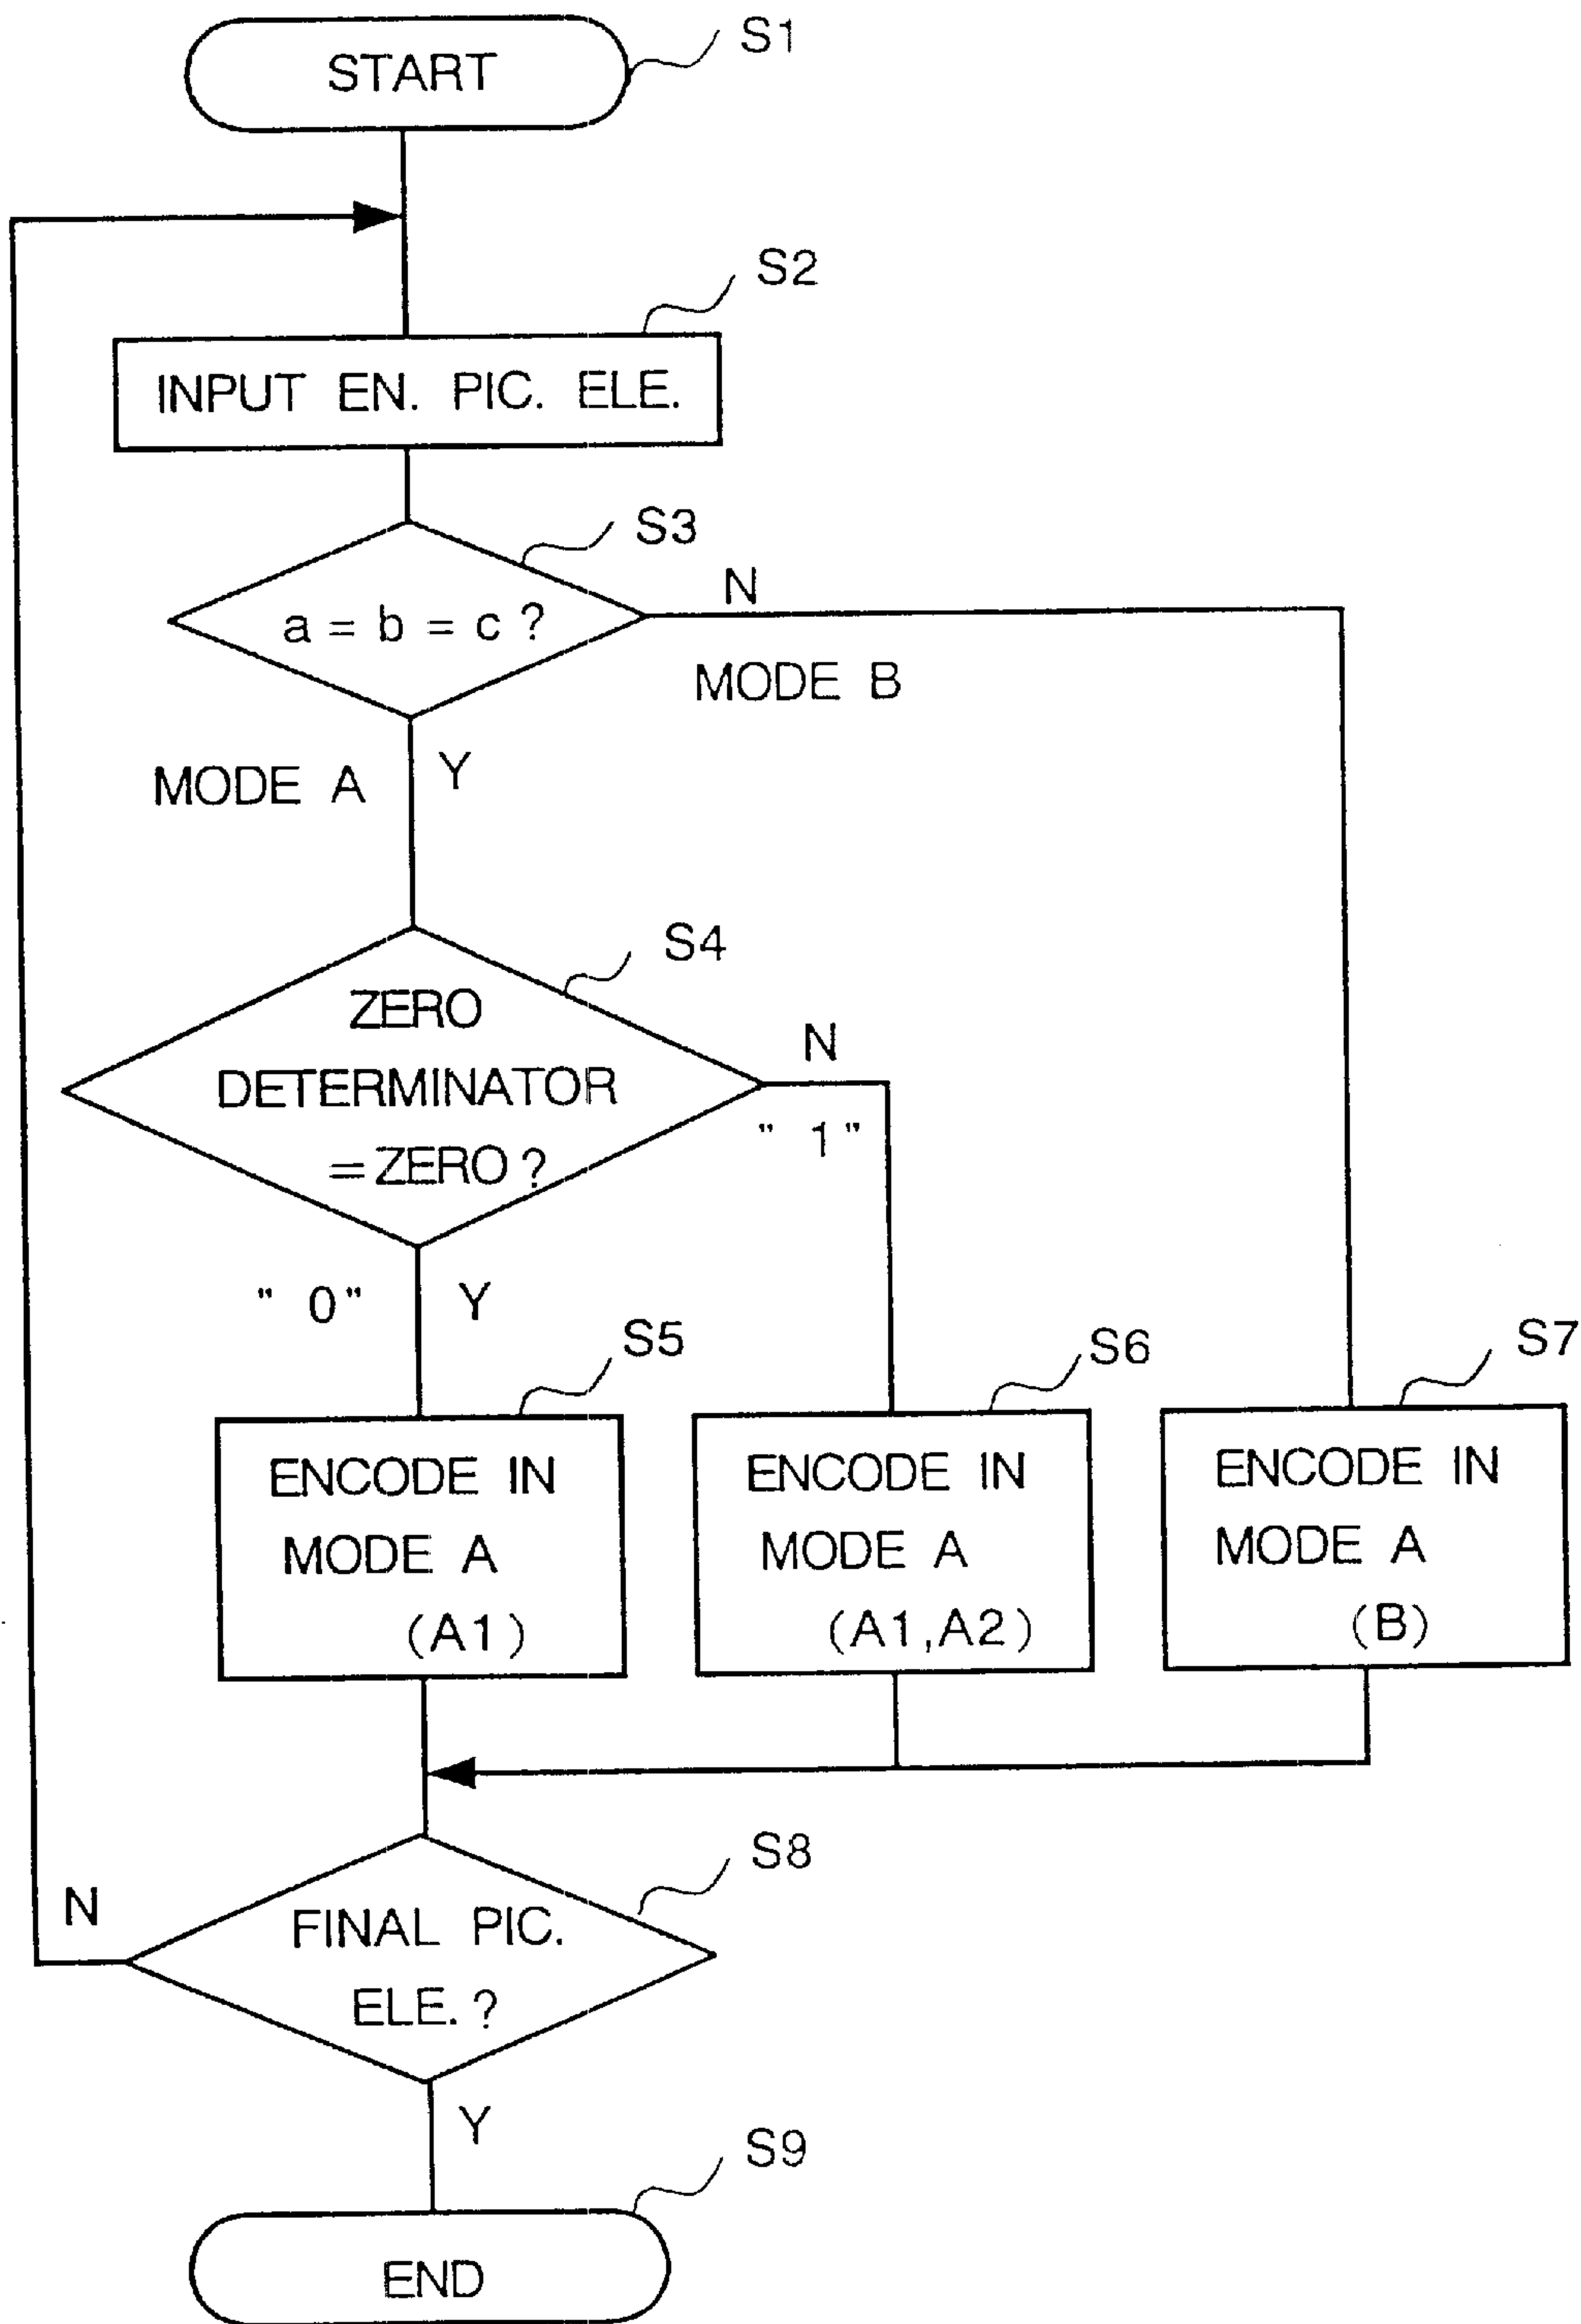 START
S1
S2
INPUT EN. PIC. ELE.
S3
a = b = c ?
N
MODE B
MODE A
Y
S4
ZERO
DETERMINATOR
=ZERO ?
N
" 1"
" 0"
Y
S5
ENCODE IN
MODE A
(A1)
S6
ENCODE IN
MODE A
(A1,A2)
S7
ENCODE IN
MODE A
(B)
S8
FINAL PIC.
ELE. ?
N
Y
S9
END